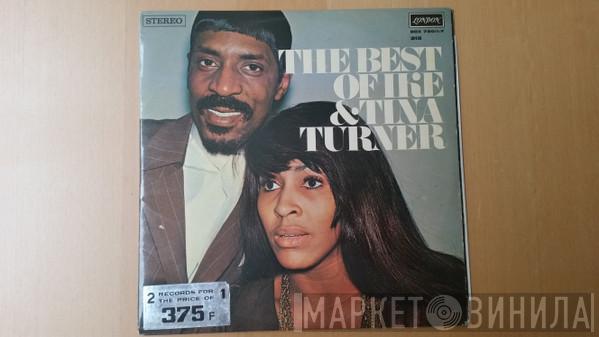 STEREO
LONDON
THE BEST
OF IKE
& TINA
TURNER
2 RECORDS FOR 1
THE PRICE OF
375 F
МАРКЕТ ВИНИЛА